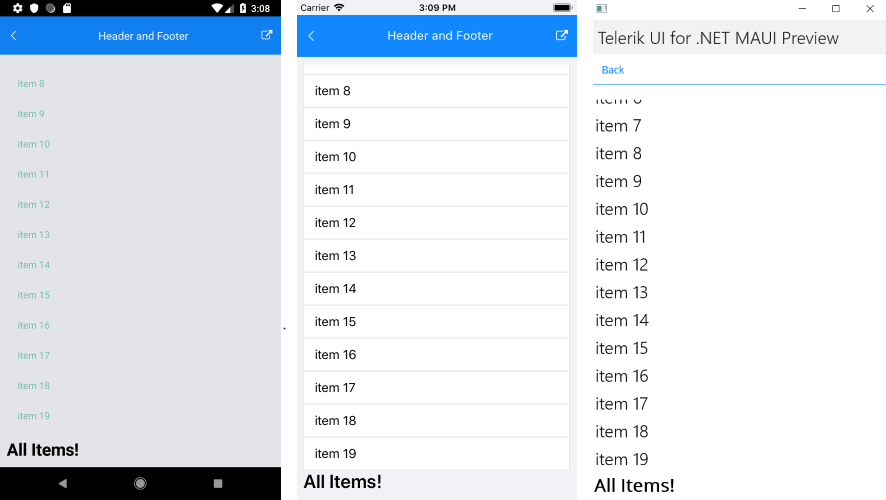 3:08
Header and Footer
item 8
item 9
item 10
item 11
item 12
item 13
item 14
item 15
item 16
item 17
item 18
item 19
All Items!
Carrier 3:09 PM
Header and Footer
item 8
item 9
item 10
item 11
item 12
item 13
item 14
item 15
item 16
item 17
item 18
item 19
All Items!
Telerik UI for .NET MAUI Preview
Back
item 6
item 7
item 8
item 9
item 10
item 11
item 12
item 13
item 14
item 15
item 16
item 17
item 18
item 19
All Items!